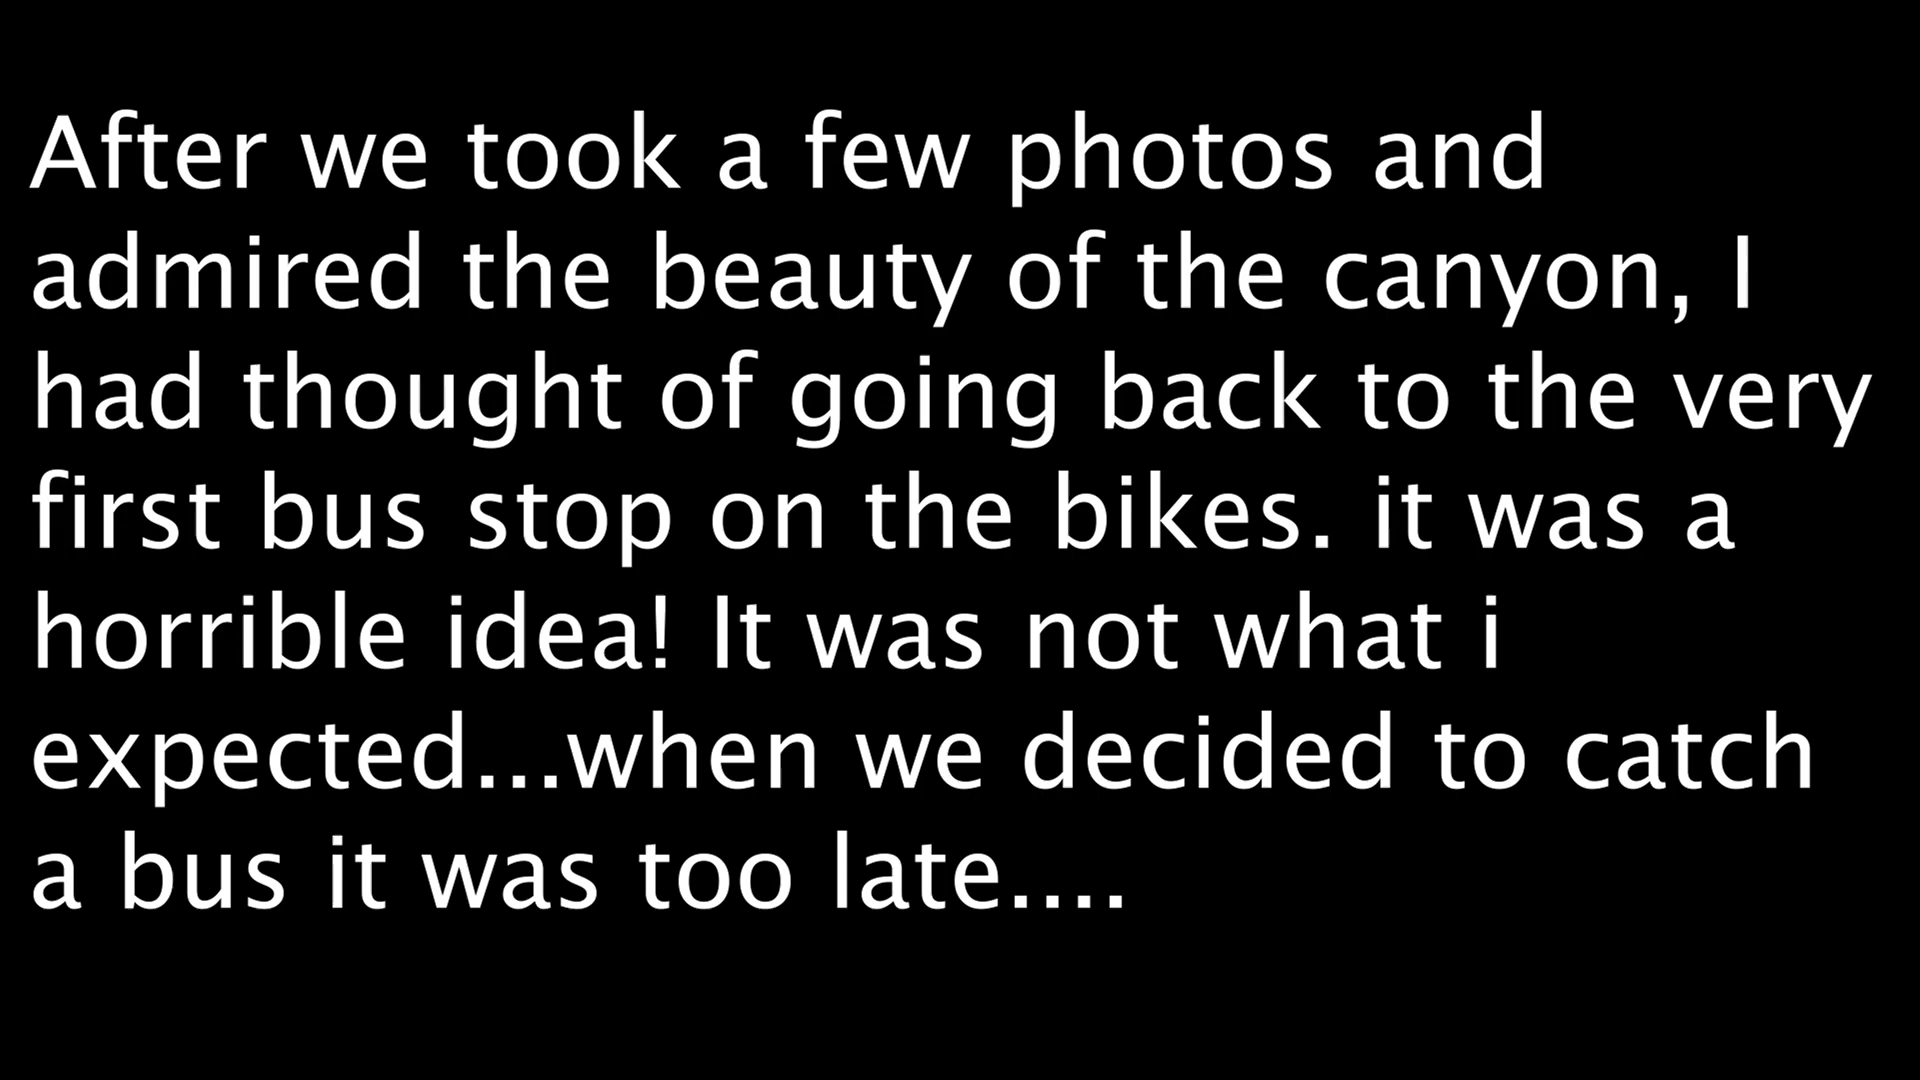 After we took a few photos and
admired the beauty of the canyon, I
had thought of going back to the very
first bus stop on the bikes. it was a
horrible idea! It was not what i
expected...when we decided to catch
a bus it was too late....